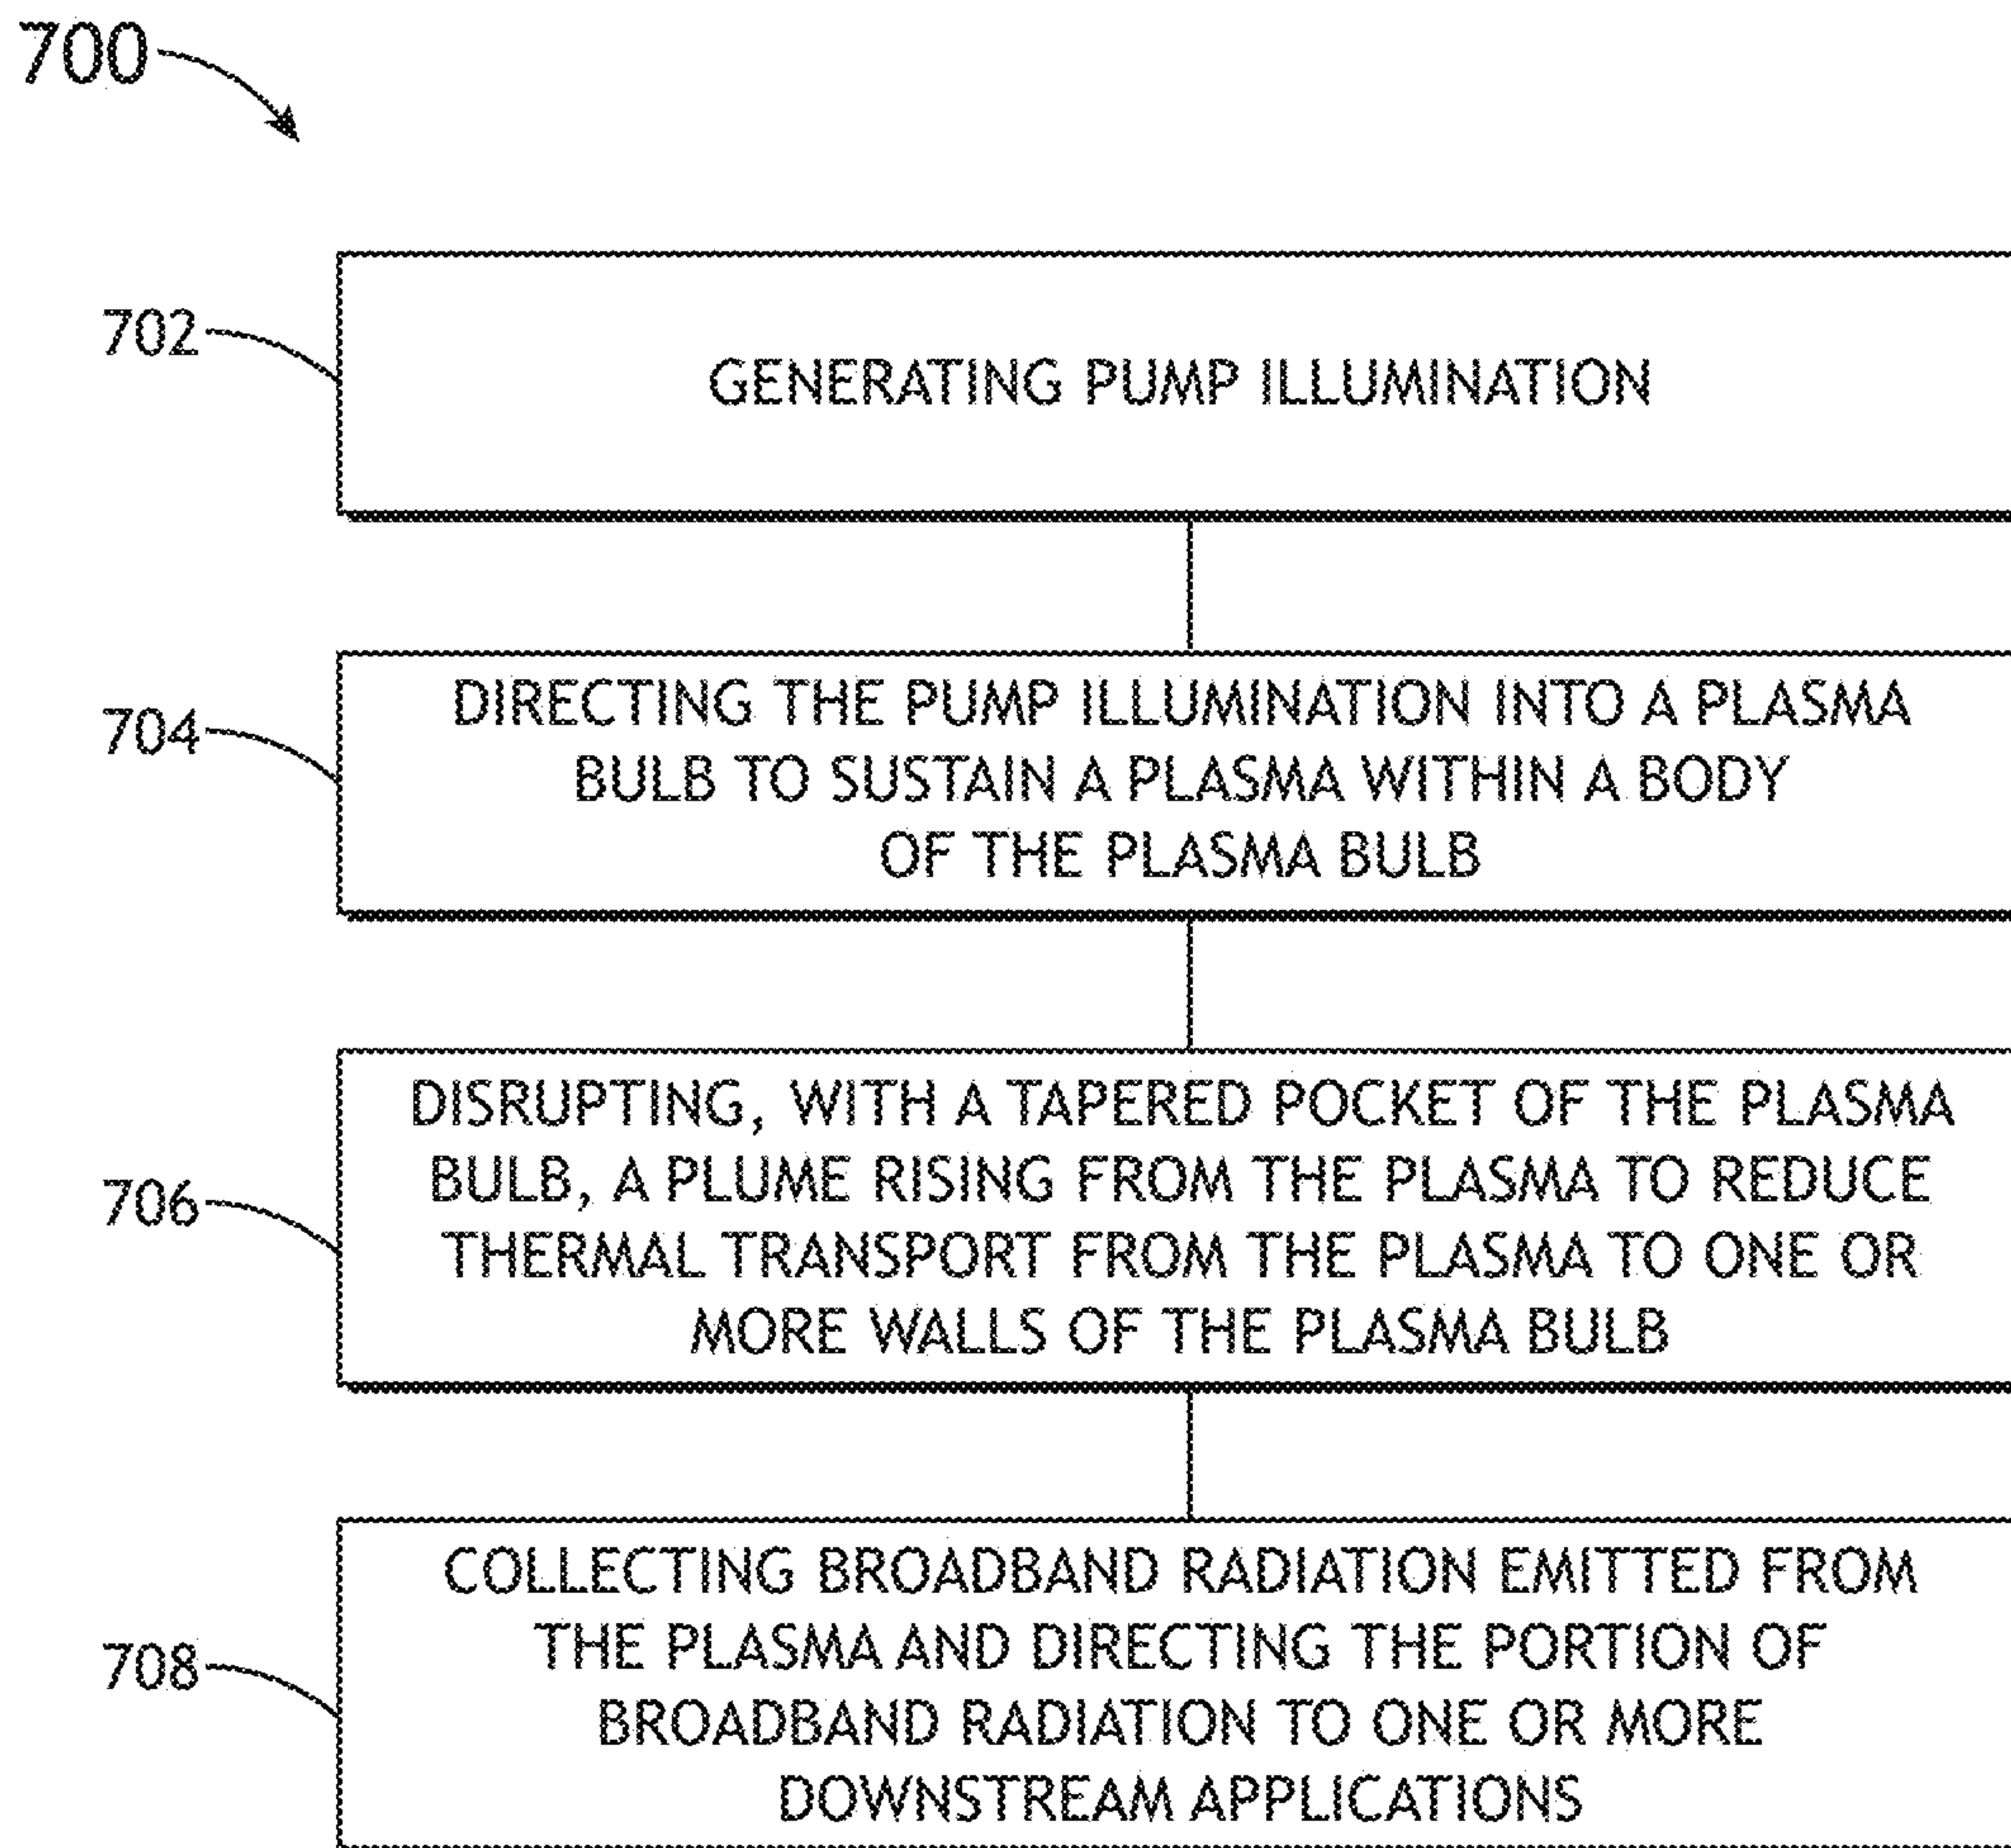 700
702
GENERATING PUMP ILLUMINATION
704
DIRECTING THE PUMP ILLUMINATION INTO A PLASMA
BULB TO SUSTAIN A PLASMA WITHIN A BODY
OF THE PLASMA BULB
706
DISRUPTING, WITH A TAPERED POCKET OF THE PLASMA
BULB, A PLUME RISING FROM THE PLASMA TO REDUCE
THERMAL TRANSPORT FROM THE PLASMA TO ONE OR
MORE WALLS OF THE PLASMA BULB
708
COLLECTING BROADBAND RADIATION EMITTED FROM
THE PLASMA AND DIRECTING THE PORTION OF
BROADBAND RADIATION TO ONE OR MORE
DOWNSTREAM APPLICATIONS